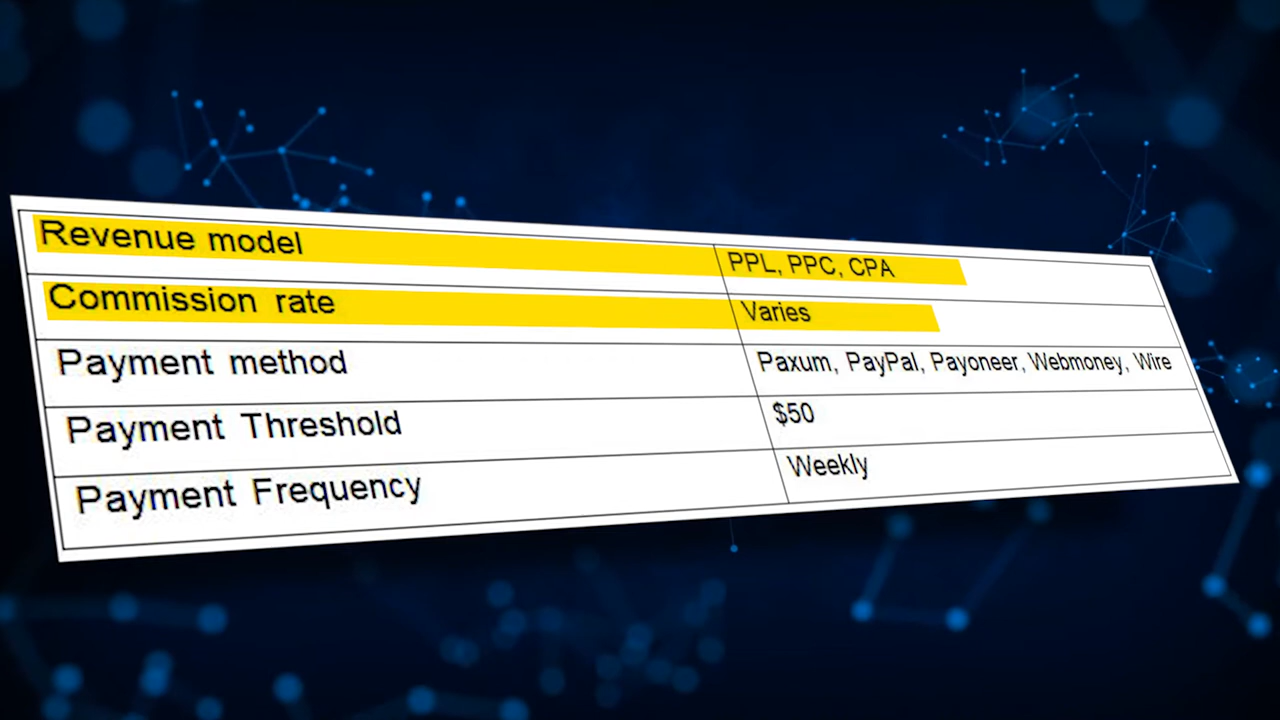 Revenue model PPL, PPC, CPA
Commission rate Varies
Payment method Paxum, PayPal, Payoneer, Webmoney, Wire
Payment Threshold $50
Payment Frequency Weekly